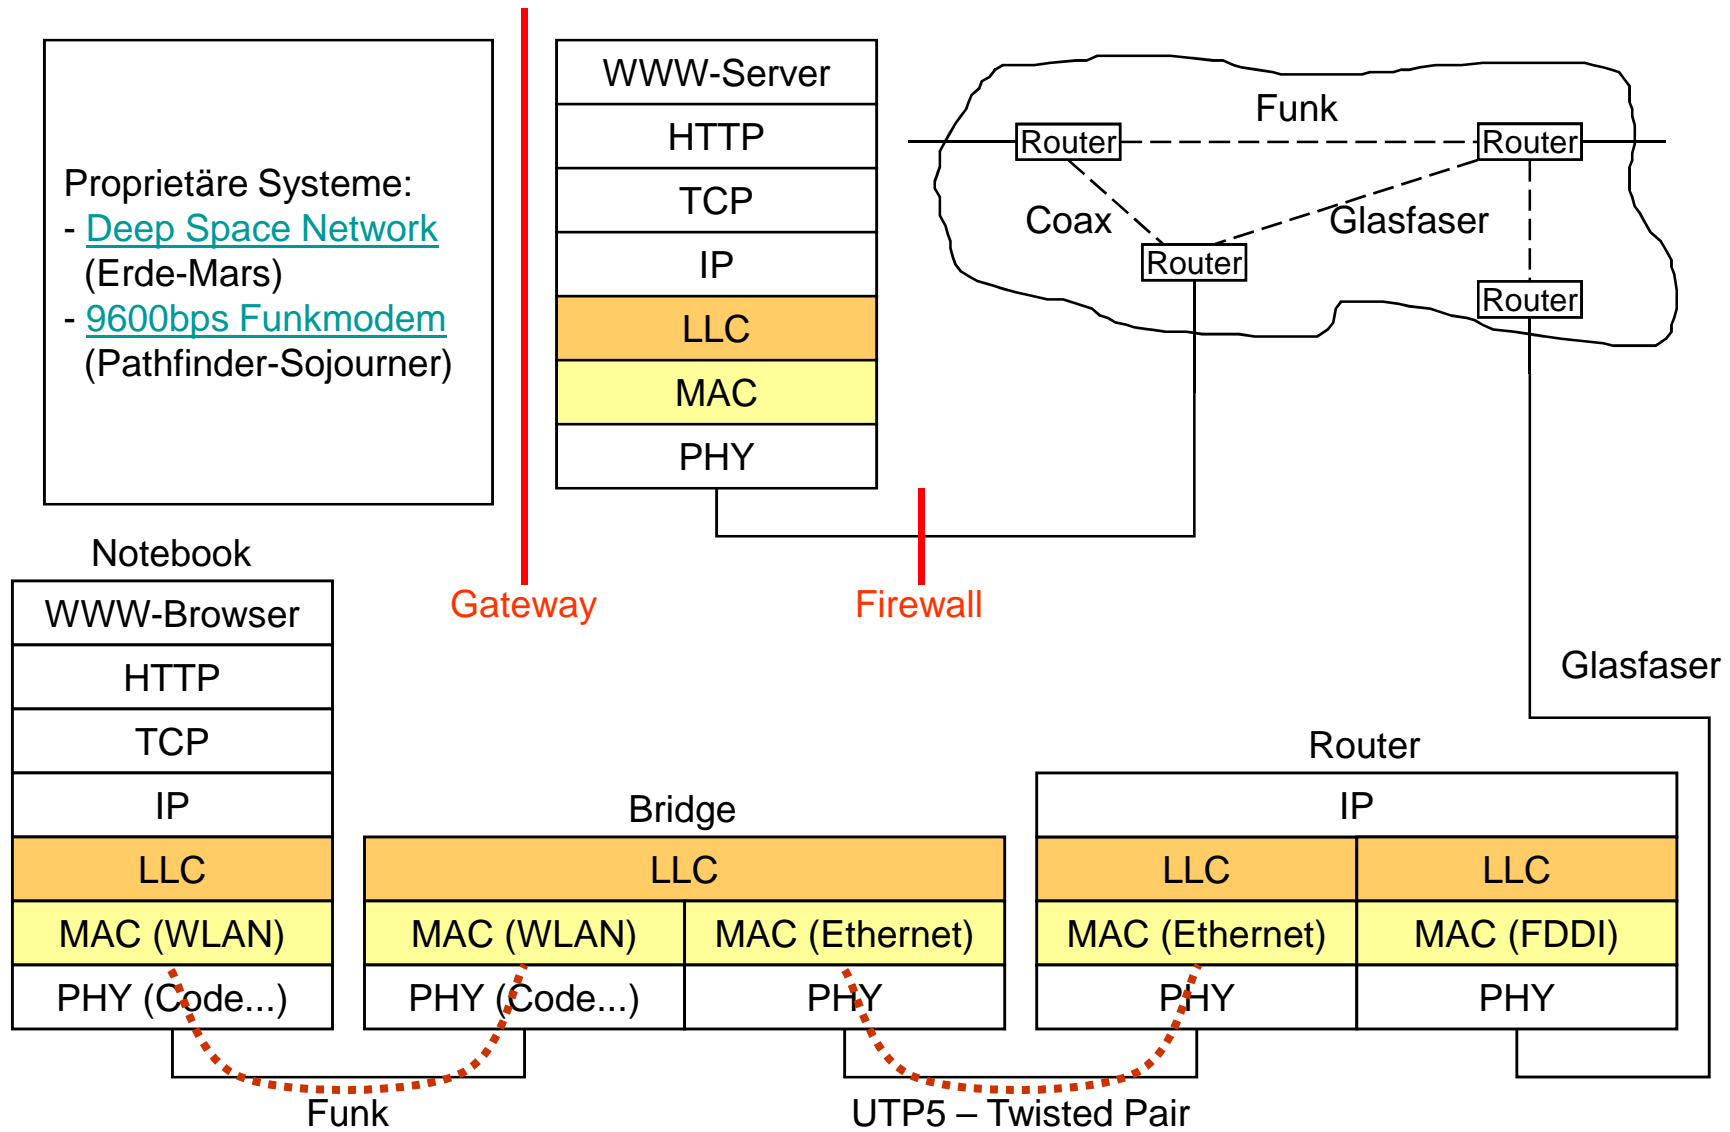 Proprietäre Systeme:
- Deep Space Network
(Erde-Mars)
- 9600bps Funkmodem
(Pathfinder-Sojourner)
Gateway
WWW-Server
HTTP
TCP
IP
LLC
MAC
PHY
Firewall
Funk
Router
Router
Coax
Glasfaser
Router
Router
Glasfaser
Notebook
WWW-Browser
HTTP
TCP
IP
LLC
MAC (WLAN)
PHY (Code...)
Funk
Bridge
LLC
MAC (WLAN)
MAC (Ethernet)
PHY (Code...)
PHY
UTP5 – Twisted Pair
Router
IP
LLC
LLC
MAC (Ethernet)
MAC (FDDI)
PHY
PHY